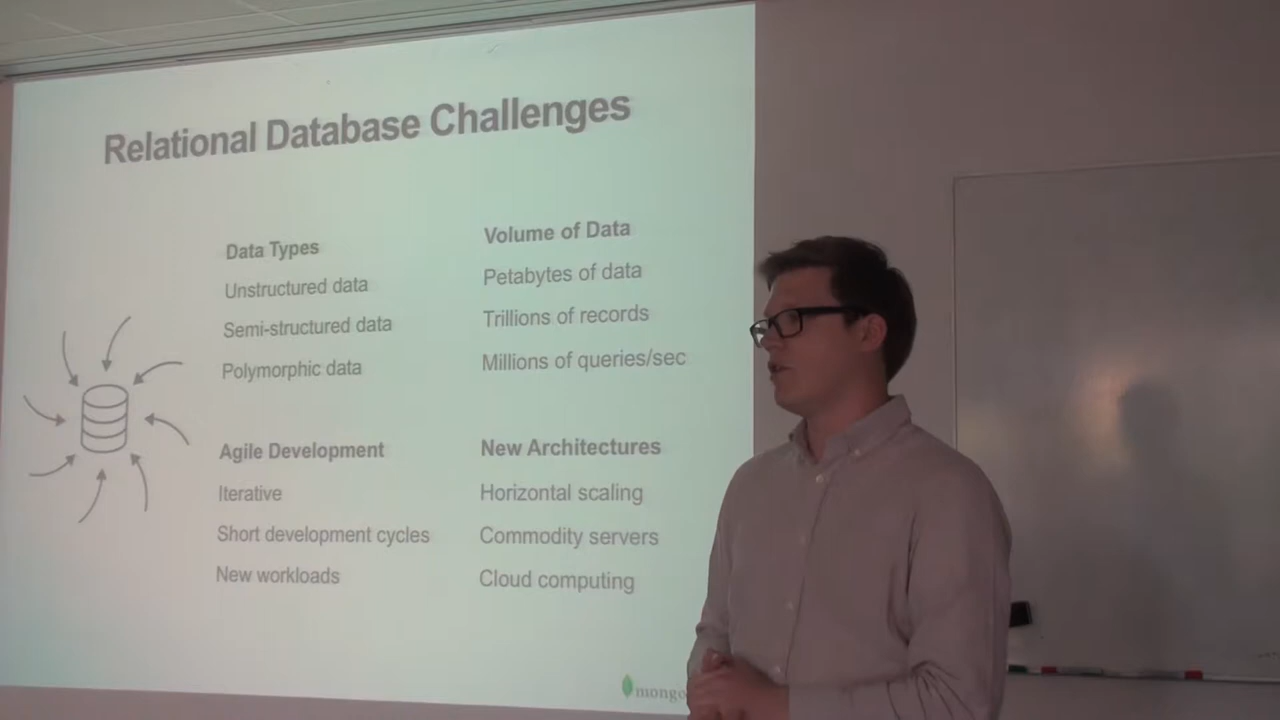 Relational Database Challenges
Data Types
Unstructured data
Semi-structured data
Polymorphic data
Volume of Data
Petabytes of data
Trillions of records
Millions of queries/sec
Agile Development
Iterative
Short development cycles
New workloads
New Architectures
Horizontal scaling
Commodity servers
Cloud computing
mongo